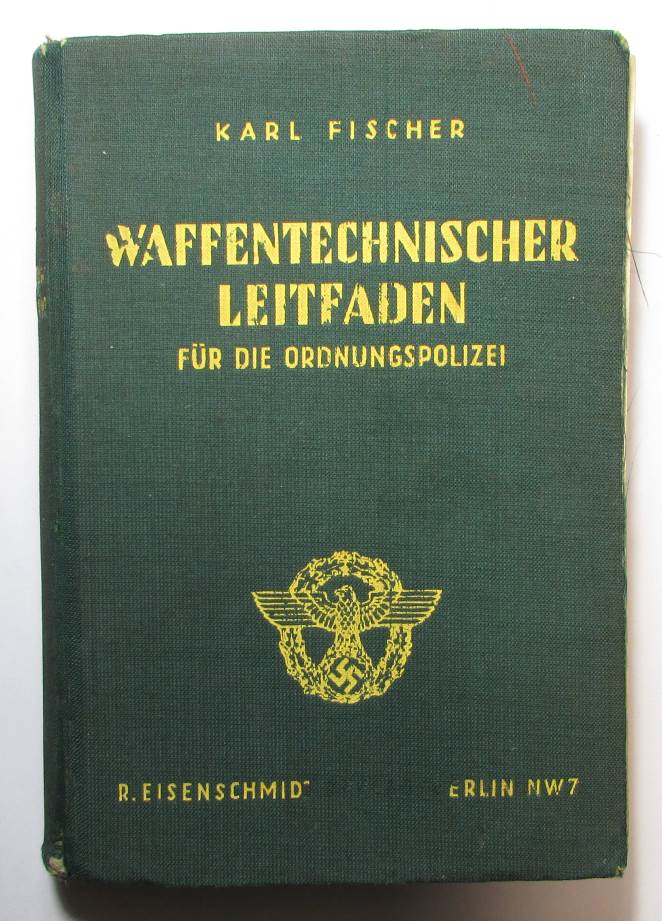 KARL FISCHER
WAFFENTECHNISCHER
LEITFADEN
FÜR DIE ORDNUNGSPOLIZEI
R. EISENSCHMID ERLIN NW7